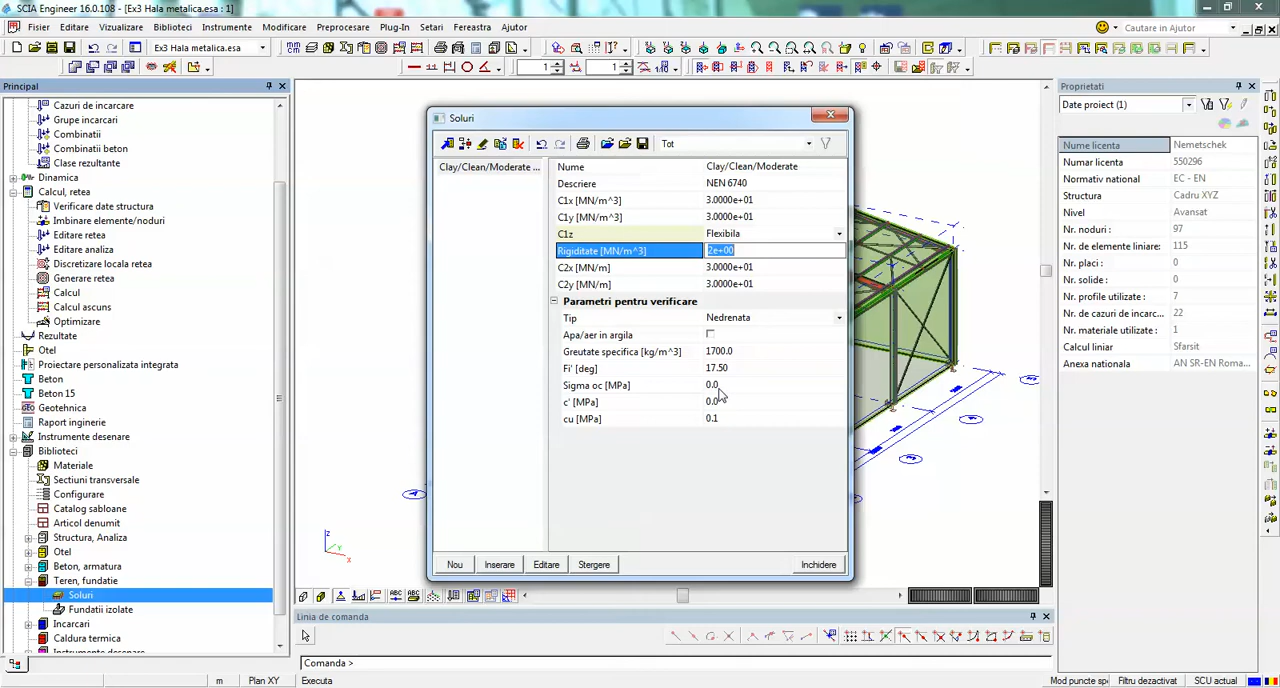 SCIA Engineer 16.0.108 - [Ex3 Hala metalica.esa : 1]
Fisier Editare Vizualizare Biblioteci Instrumente Modificare Preprocesare Plug-In Setari Fereastra Ajutor
Cautare in Ajutor
Ex3 Hala metalica.esa
1 1
Principal
Cazuri de incarcare
Grupe incarcari
Combinatii
Combinatii beton
Clase rezultante
Dinamica
Calcul, retea
Verificare date structura
Imbinare elemente/noduri
Editare retea
Editare analiza
Discretizare locala retea
Generare retea
Calcul
Calcul ascuns
Optimizare
Rezultate
Otel
Proiectare personalizata integrata
Beton
Beton 15
Geotehnica
Raport inginerie
Instrumente desenare
Biblioteci
Materiale
Sectiuni transversale
Configurare
Catalog sabloane
Articol denumit
Structura, Analiza
Otel
Beton, armatura
Teren, fundatie
Soluri
Fundatii izolate
Incarcari
Caldura termica
Instrumente desenare
Soluri
Tot
Clay/Clean/Moderate ...
Nume Clay/Clean/Moderate
Descriere NEN 6740
C1x [MN/m^3] 3.0000e+01
C1y [MN/m^3] 3.0000e+01
C1z Flexibila
Rigiditate [MN/m^3] 2e+00
C2x [MN/m] 3.0000e+01
C2y [MN/m] 3.0000e+01
Parametri pentru verificare
Tip Nedrenata
Apa/aer in argila
Greutate specifica [kg/m^3] 1700.0
Fi' [deg] 17.50
Sigma oc [MPa] 0.0
c' [MPa] 0.0
cu [MPa] 0.1
Nou Inserare Editare Stergere Inchidere
Proprietati
Date proiect (1)
Nume licenta Nemetschek
Numar licenta 550296
Normativ national EC - EN
Structura Cadru XYZ
Nivel Avansat
Nr. noduri : 97
Nr. de elemente liniare : 115
Nr. placi : 0
Nr. solide : 0
Nr. profile utilizate : 7
Nr. de cazuri de incarc... 22
Nr. materiale utilizate : 1
Calcul liniar Sfarsit
Anexa nationala AN SR-EN Roma...
z
Y
X
Linia de comanda
Comanda >
m Plan XY Executa Mod puncte sp Filtru dezactivat SCU actual